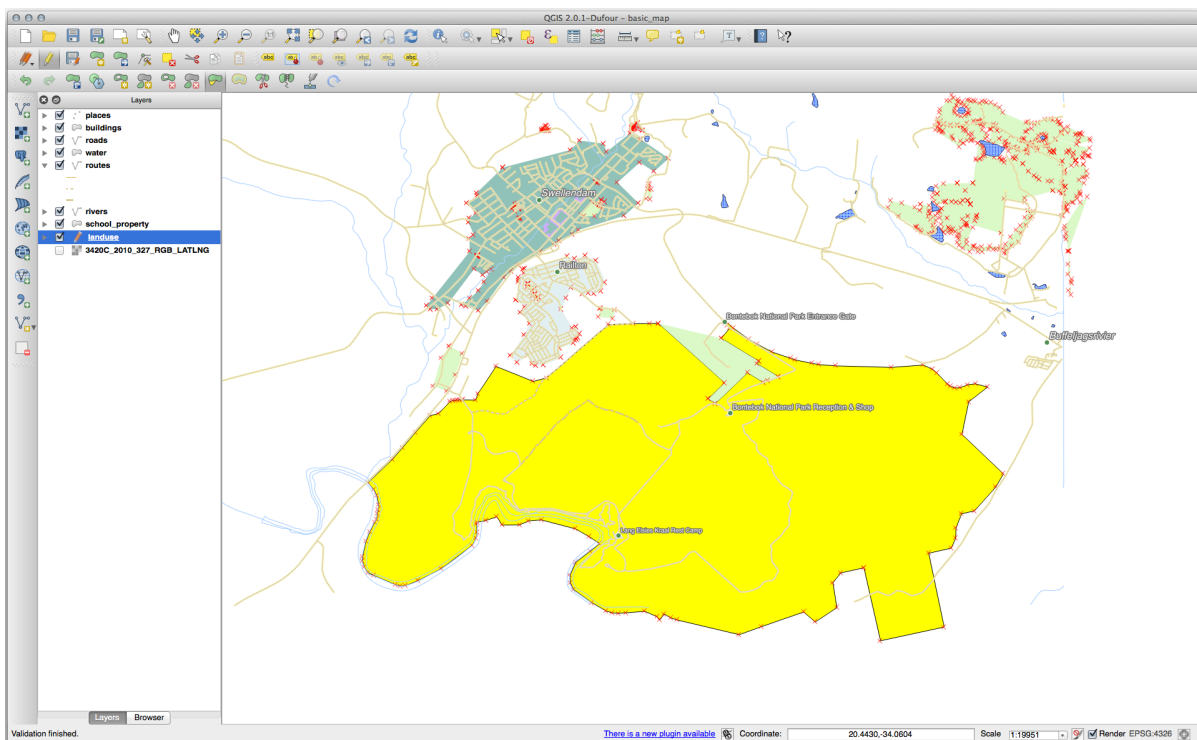 QGIS 2.0.1-Dufour - basic_map
Layers
places
buildings
roads
water
routes
rivers
school_property
landuse
3420C_2010_327_RGB_LATLNG
Swellendam
Railton
Bontebok National Park Entrance Gate
Buffeljagsrivier
Bontebok National Park Reception & Shop
Lang Elsies Kraal Rest Camp
Layers Browser
Validation finished.
There is a new plugin available Coordinate: 20.4430,-34.0604 Scale 1:19951 Render EPSG:4326